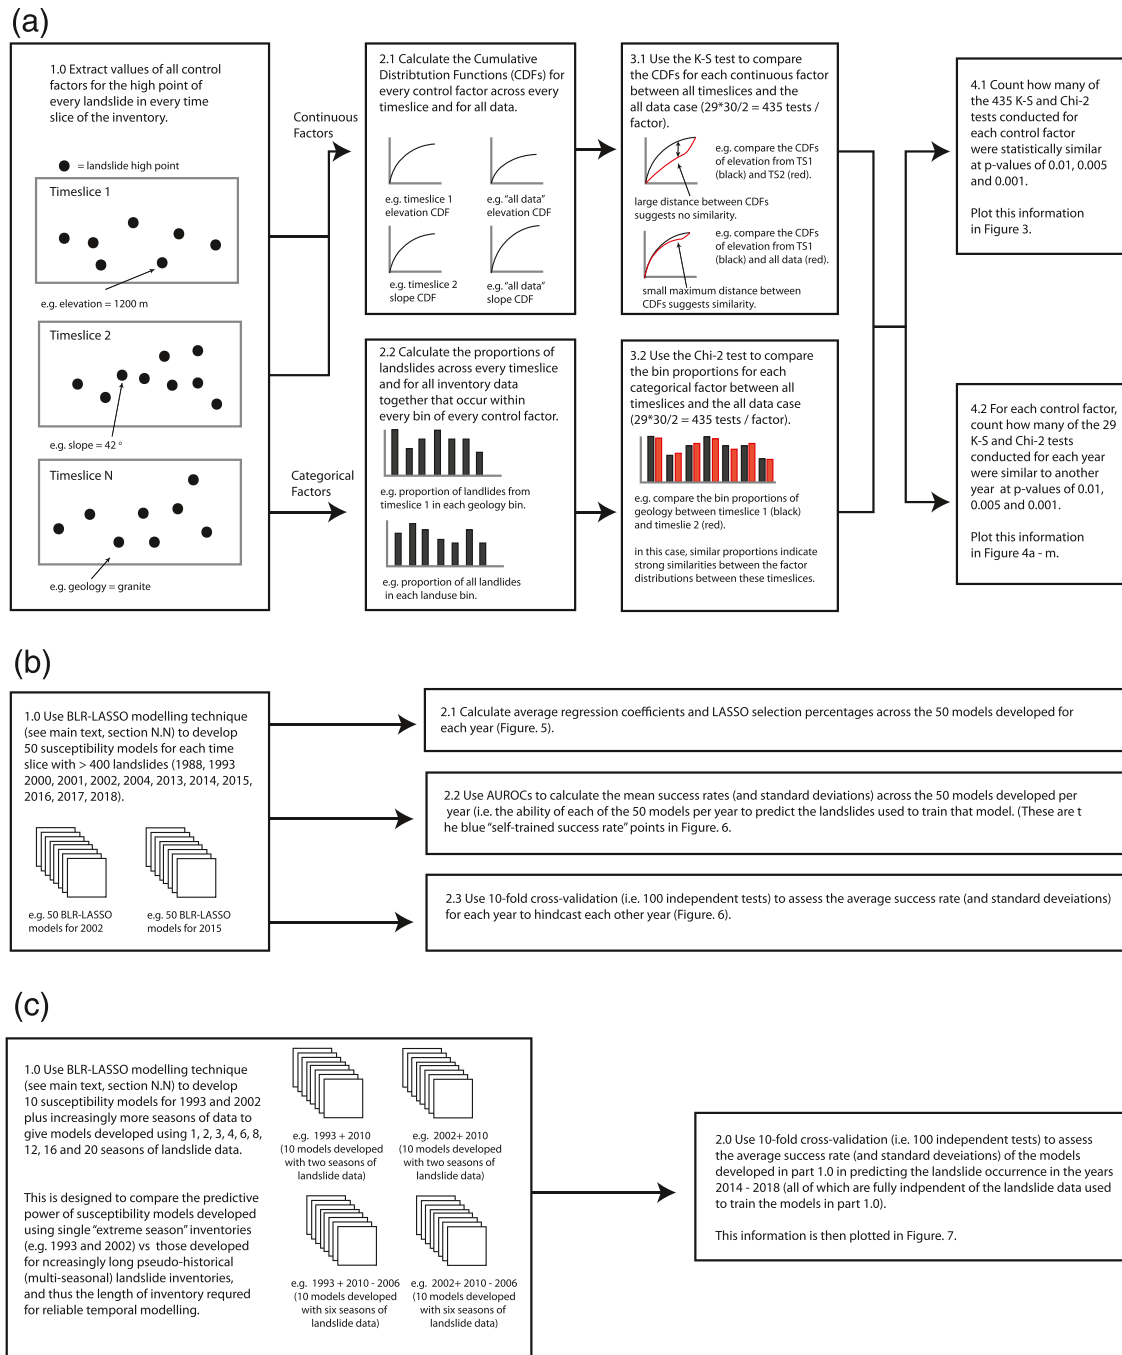 (a)
1.0 Extract vallues of all control
factors for the high point of
every landslide in every time
slice of the inventory.
= landslide high point
Timeslice 1
e.g. elevation = 1200 m
Timeslice 2
e.g. slope = 42 °
Timeslice N
e.g. geology = granite
Continuous
Factors
Categorical
Factors
2.1 Calculate the Cumulative
Distribtution Functions (CDFs) for
every control factor across every
timeslice and for all data.
e.g. timeslice 1
elevation CDF
e.g. "all data"
elevation CDF
e.g. timeslice 2
slope CDF
e.g. "all data"
slope CDF
2.2 Calculate the proportions of
landslides across every timeslice
and for all inventory data
together that occur within
every bin of every control factor.
e.g. proportion of landlides from
timeslice 1 in each geology bin.
e.g. proportion of all landlides
in each landuse bin.
3.1 Use the K-S test to compare
the CDFs for each continuous factor
between all timeslices and the
all data case (29*30/2 = 435 tests /
factor).
e.g. compare the CDFs
of elevation from TS1
(black) and TS2 (red).
large distance between CDFs
suggests no similarity.
e.g. compare the CDFs
of elevation from TS1
(black) and all data (red).
small maximum distance between
CDFs suggests similarity.
3.2 Use the Chi-2 test to compare
the bin proportions for each
categorical factor between all
timeslices and the all data case
(29*30/2 = 435 tests / factor).
e.g. compare the bin proportions of
geology between timeslice 1 (black)
and timeslie 2 (red).
in this case, similar proportions indicate
strong similarities between the factor
distributions between these timeslices.
4.1 Count how many of
the 435 K-S and Chi-2
tests conducted for
each control factor
were statistically similar
at p-values of 0.01, 0.005
and 0.001.
Plot this information
in Figure 3.
4.2 For each control factor,
count how many of the 29
K-S and Chi-2 tests
conducted for each year
were similar to another
year at p-values of 0.01,
0.005 and 0.001.
Plot this information
in Figure 4a - m.
(b)
1.0 Use BLR-LASSO modelling technique
(see main text, section N.N) to develop
50 susceptibility models for each time
slice with > 400 landslides (1988, 1993
2000, 2001, 2002, 2004, 2013, 2014, 2015,
2016, 2017, 2018).
e.g. 50 BLR-LASSO
models for 2002
e.g. 50 BLR-LASSO
models for 2015
2.1 Calculate average regression coefficients and LASSO selection percentages across the 50 models developed for
each year (Figure. 5).
2.2 Use AUROCs to calculate the mean success rates (and standard deviations) across the 50 models developed per
year (i.e. the ability of each of the 50 models per year to predict the landslides used to train that model. (These are t
he blue "self-trained success rate" points in Figure. 6.
2.3 Use 10-fold cross-validation (i.e. 100 independent tests) to assess the average success rate (and standard deveiations)
for each year to hindcast each other year (Figure. 6).
(c)
1.0 Use BLR-LASSO modelling technique
(see main text, section N.N) to develop
10 susceptibility models for 1993 and 2002
plus increasingly more seasons of data to
give models developed using 1, 2, 3, 4, 6, 8,
12, 16 and 20 seasons of landslide data.
This is designed to compare the predictive
power of susceptibility models developed
using single "extreme season" inventories
(e.g. 1993 and 2002) vs those developed
for ncreasingly long pseudo-historical
(multi-seasonal) landslide inventories,
and thus the length of inventory requred
for reliable temporal modelling.
e.g. 1993 + 2010
(10 models developed
with two seasons of
landslide data)
e.g. 2002+ 2010
(10 models developed
with two seasons of
landslide data)
e.g. 1993 + 2010 - 2006
(10 models developed
with six seasons of
landslide data)
e.g. 2002+ 2010 - 2006
(10 models developed
with six seasons of
landslide data)
2.0 Use 10-fold cross-validation (i.e. 100 independent tests) to assess
the average success rate (and standard deveiations) of the models
developed in part 1.0 in predicting the landslide occurrence in the years
2014 - 2018 (all of which are fully indpendent of the landslide data used
to train the models in part 1.0).
This information is then plotted in Figure. 7.